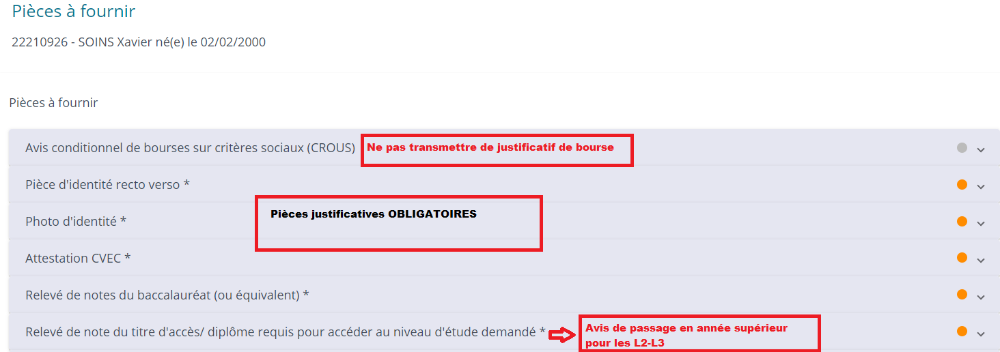 Pièces à fournir
22210926 - SOINS Xavier né(e) le 02/02/2000
Pièces à fournir
Avis conditionnel de bourses sur critères sociaux (CROUS) Ne pas transmettre de justificatif de bourse
Pièce d'identité recto verso *
Pièces justificatives OBLIGATOIRES
Photo d'identité *
Attestation CVEC *
Relevé de notes du baccalauréat (ou équivalent) *
Relevé de note du titre d'accès/ diplôme requis pour accéder au niveau d'étude demandé *
Avis de passage en année supérieur
pour les L2-L3